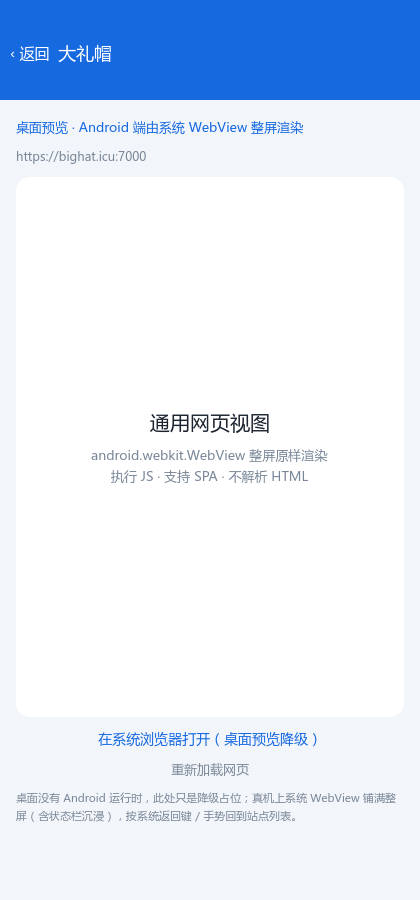 ‹ 返回 大礼帽
桌面预览 · Android 端由系统 WebView 整屏渲染
https://bighat.icu:7000
通用网页视图
android.webkit.WebView 整屏原样渲染
执行 JS · 支持 SPA · 不解析 HTML
在系统浏览器打开（桌面预览降级）
重新加载网页
桌面没有 Android 运行时，此处只是降级占位；真机上系统 WebView 铺满整
屏（含状态栏沉浸），按系统返回键 / 手势回到站点列表。